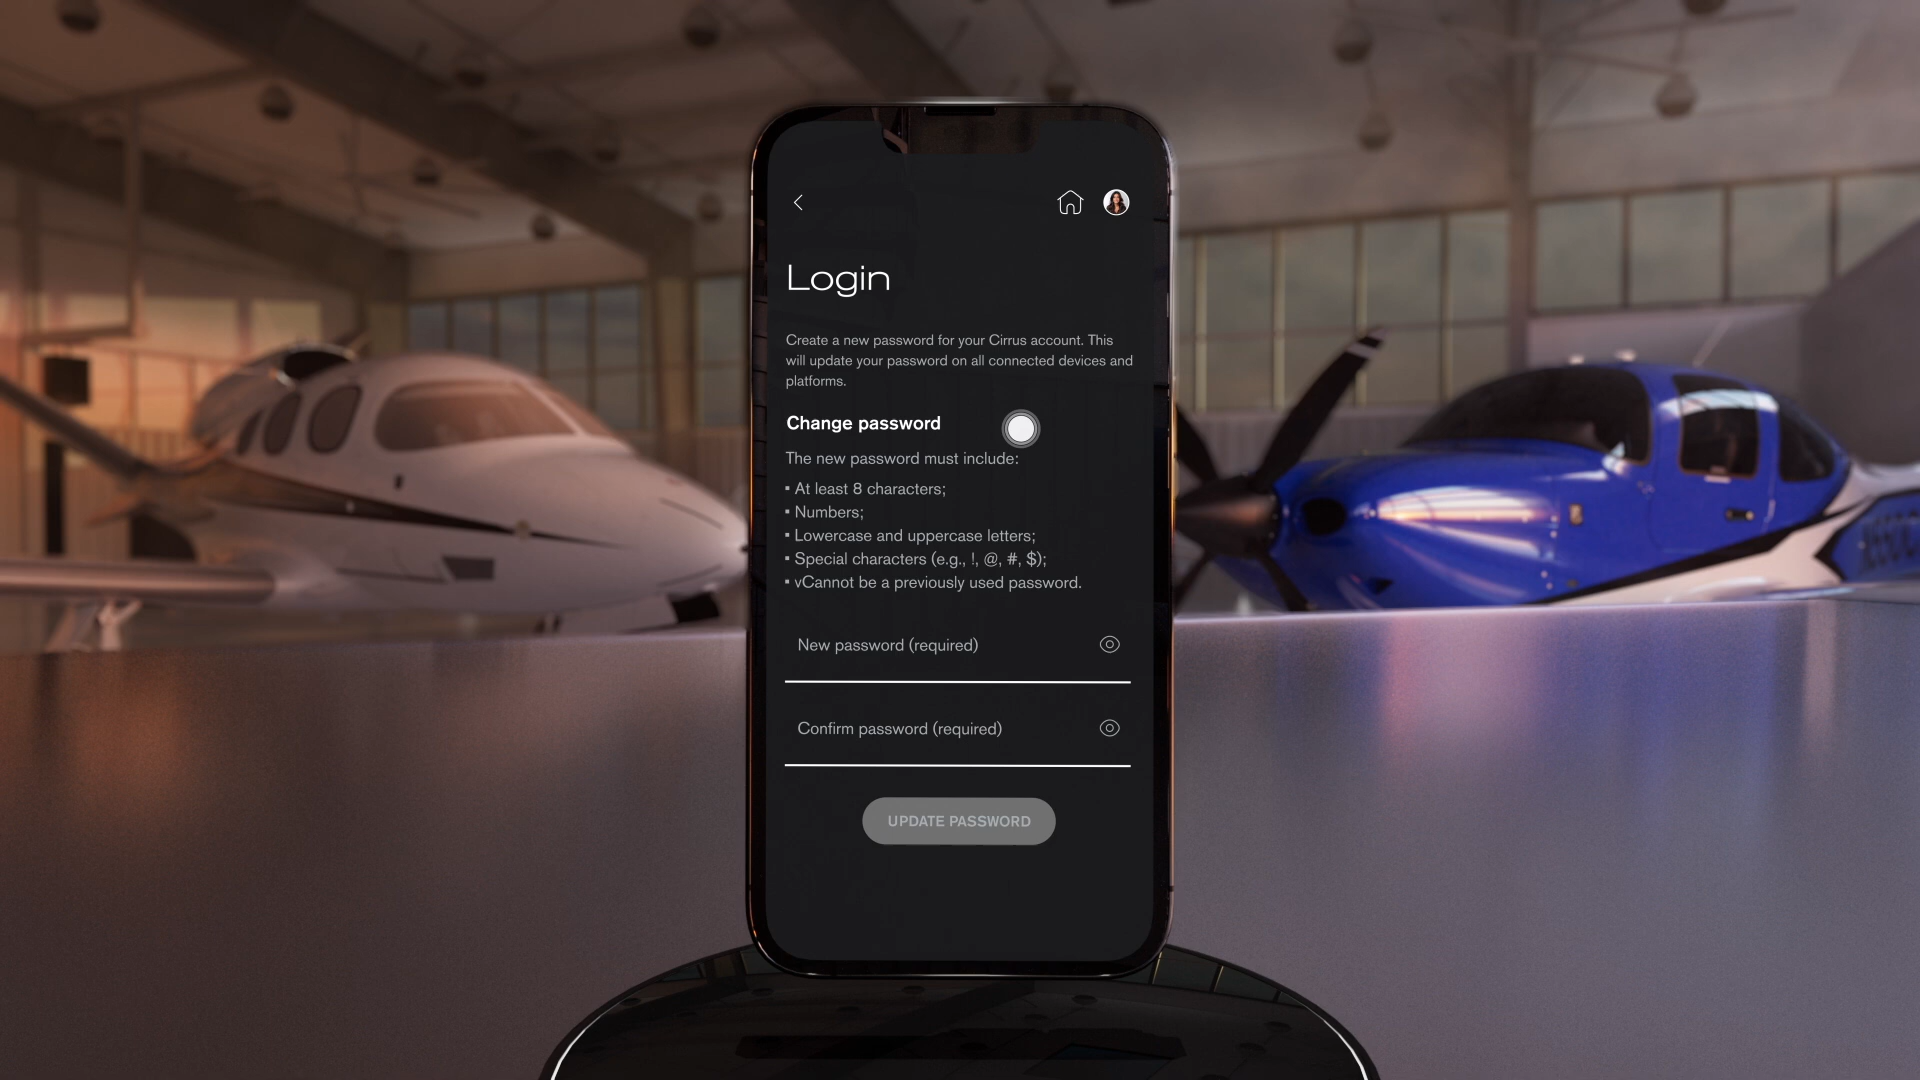 Login
Create a new password for your Cirrus account. This
will update your password on all connected devices and
platforms.
Change password
The new password must include:
▪ At least 8 characters;
▪ Numbers;
▪ Lowercase and uppercase letters;
▪ Special characters (e.g., !, @, #, $);
▪ vCannot be a previously used password.
New password (required)
Confirm password (required)
UPDATE PASSWORD